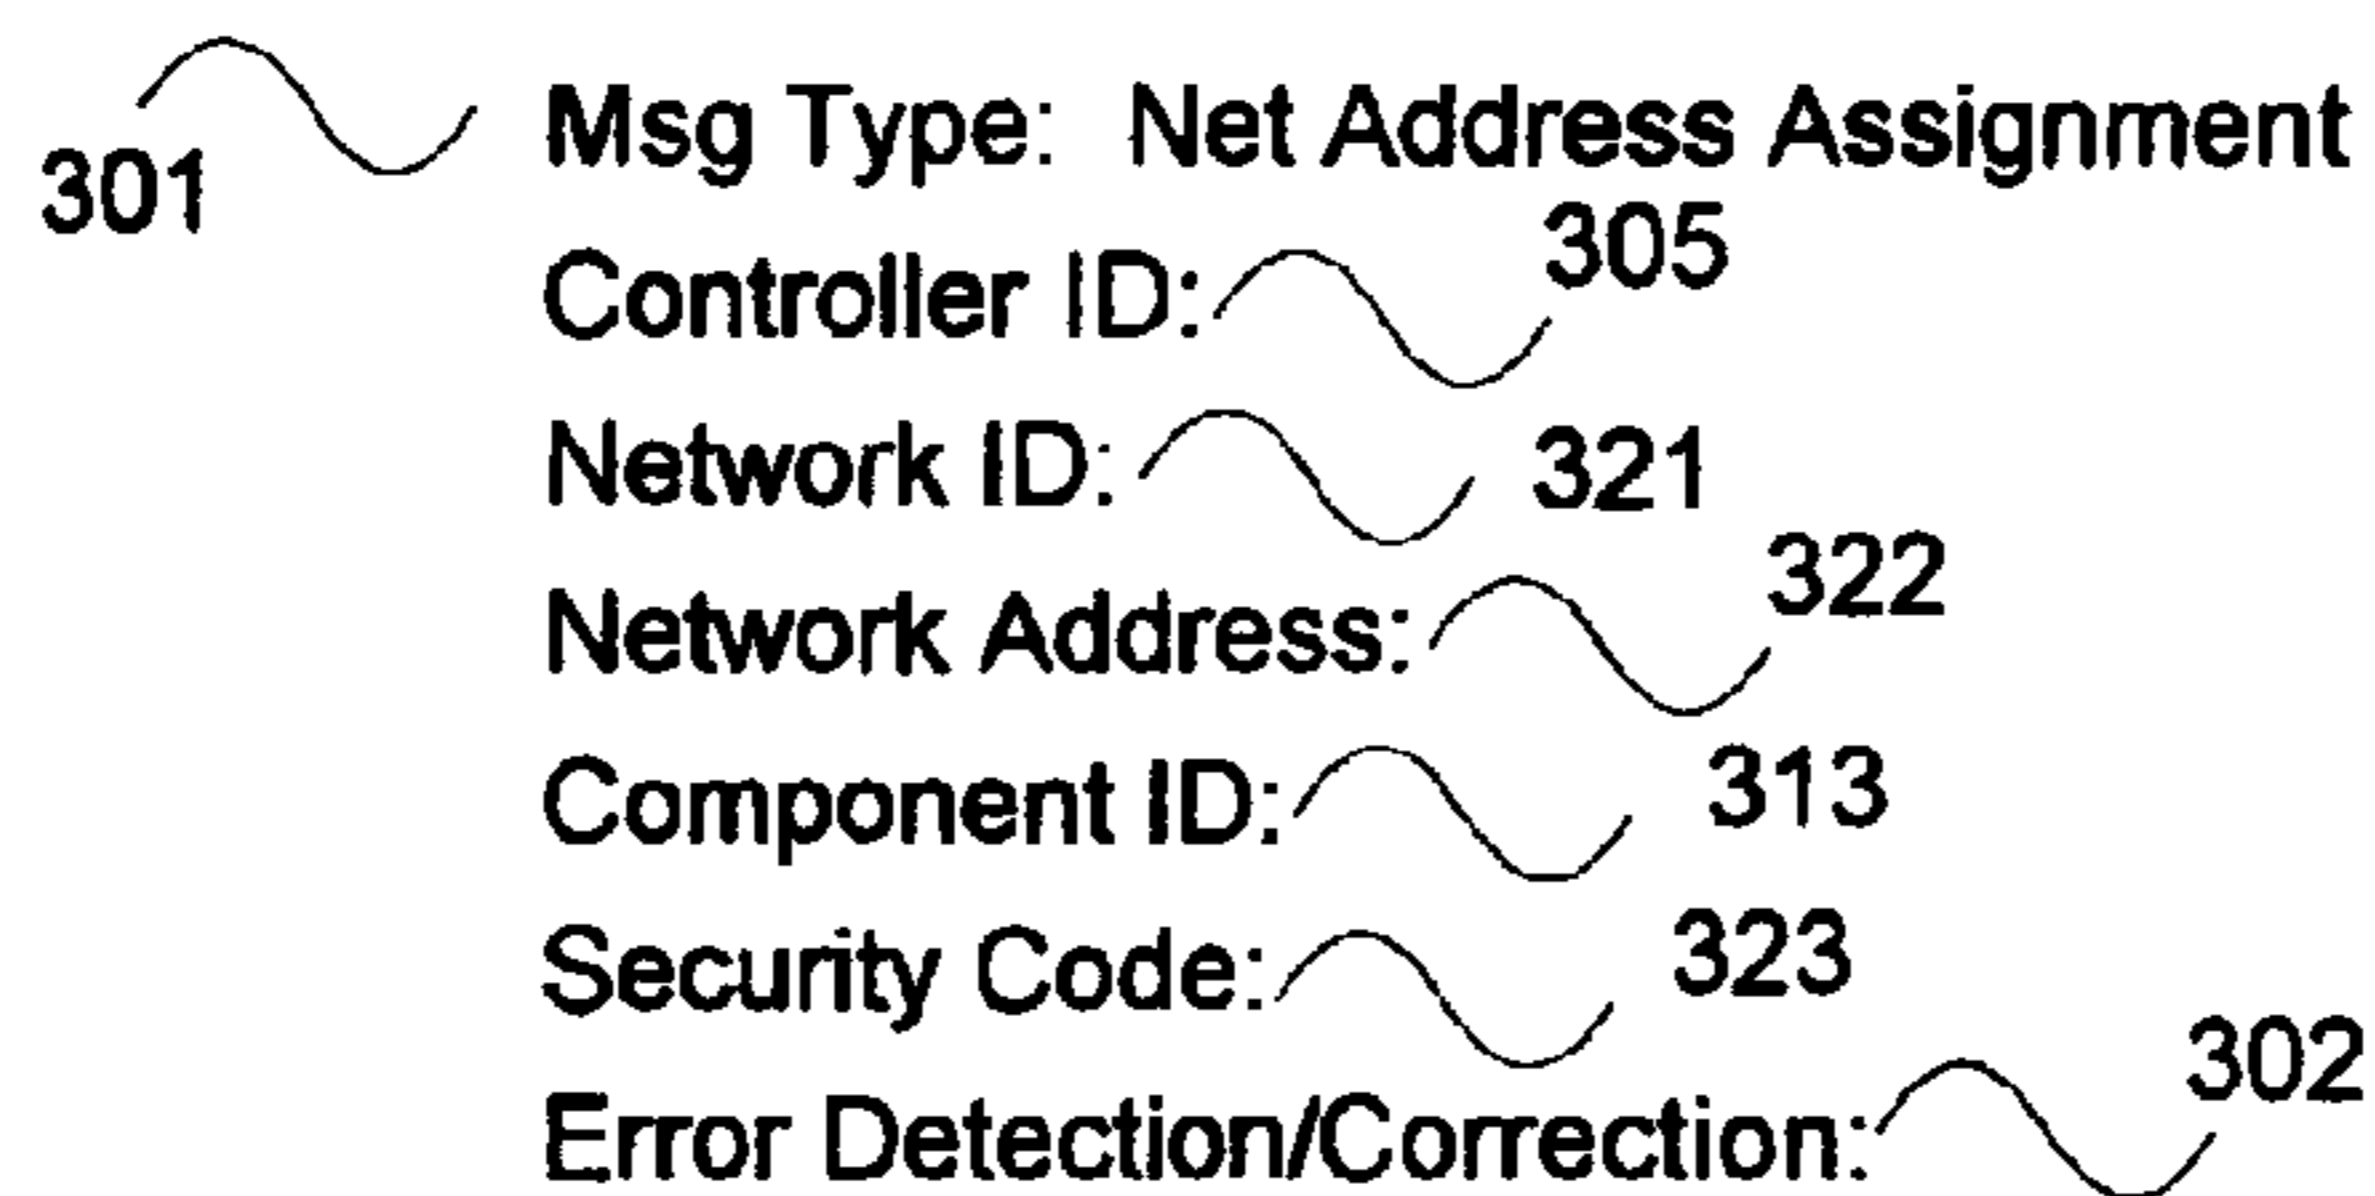 301 Msg Type: Net Address Assignment
Controller ID: 305
Network ID: 321
Network Address: 322
Component ID: 313
Security Code: 323
Error Detection/Correction: 302